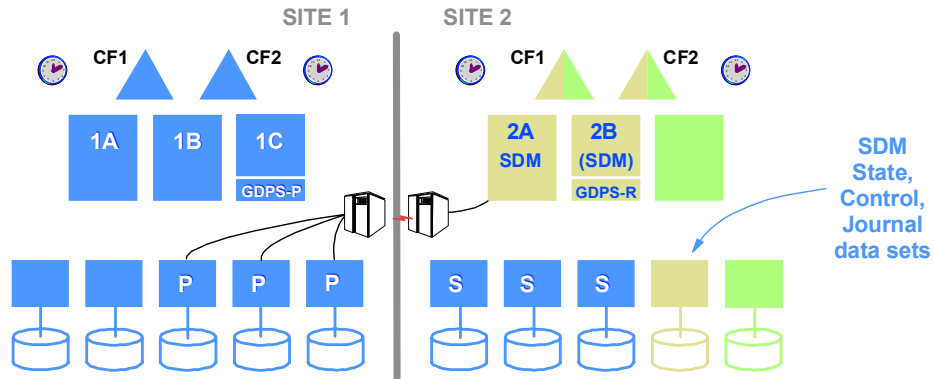 SITE 1
SITE 2
CF1
CF2
CF1
CF2
1A
1B
1C
GDPS-P
2A
SDM
2B
(SDM)
GDPS-R
SDM
State,
Control,
Journal
data sets
P
P
P
S
S
S